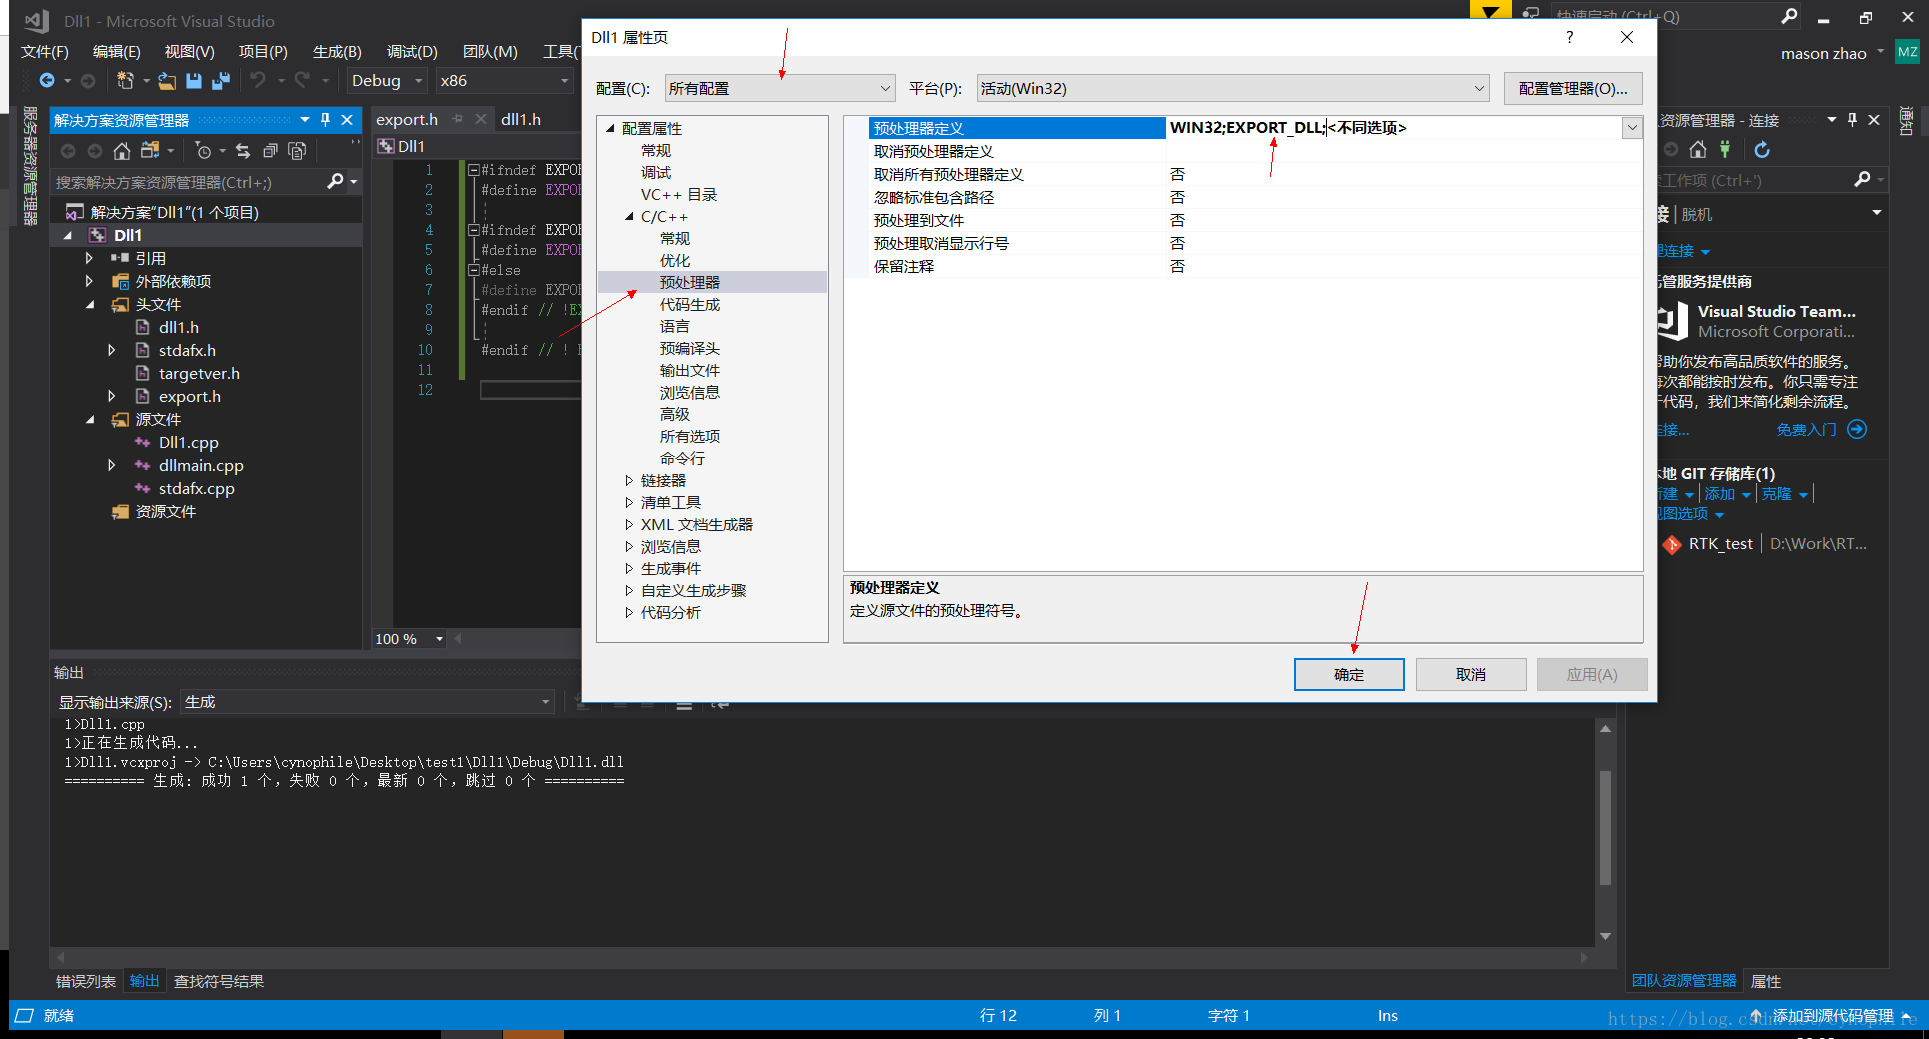 Dll1 - Microsoft Visual Studio
快速启动 (Ctrl+Q)
文件(F) 编辑(E) 视图(V) 项目(P) 生成(B) 调试(D) 团队(M) 工具(T
mason zhao MZ
Debug x86
服务器资源管理器
解决方案资源管理器
搜索解决方案资源管理器(Ctrl+;)
解决方案"Dll1"(1 个项目)
Dll1
引用
外部依赖项
头文件
dll1.h
stdafx.h
targetver.h
export.h
源文件
Dll1.cpp
dllmain.cpp
stdafx.cpp
资源文件
export.h dll1.h
Dll1
1 #ifndef EXPOR
2 #define EXPOR
3
4 #ifndef EXPOR
5 #define EXPOR
6 #else
7 #define EXPOR
8 #endif // !EX
9
10 #endif // ! E
11
12
100 %
Dll1 属性页
配置(C): 所有配置 平台(P): 活动(Win32) 配置管理器(O)...
配置属性
常规
调试
VC++ 目录
C/C++
常规
优化
预处理器
代码生成
语言
预编译头
输出文件
浏览信息
高级
所有选项
命令行
链接器
清单工具
XML 文档生成器
浏览信息
生成事件
自定义生成步骤
代码分析
预处理器定义 WIN32;EXPORT_DLL;<不同选项>
取消预处理器定义
取消所有预处理器定义 否
忽略标准包含路径 否
预处理到文件 否
预处理取消显示行号 否
保留注释 否
预处理器定义
定义源文件的预处理符号。
确定 取消 应用(A)
资源管理器 - 连接
通知
工作项 (Ctrl+')
接 | 脱机
连接
托管服务提供商
Visual Studio Team...
Microsoft Corporati...
帮助你发布高品质软件的服务。
每次都能按时发布。你只需专注
于代码，我们来简化剩余流程。
连接... 免费入门
本地 GIT 存储库(1)
新建 添加 克隆
视图选项
RTK_test D:\Work\RT...
团队资源管理器 属性
输出
显示输出来源(S): 生成
1>Dll1.cpp
1>正在生成代码...
1>Dll1.vcxproj -> C:\Users\cynophile\Desktop\test1\Dll1\Debug\Dll1.dll
========== 生成: 成功 1 个，失败 0 个，最新 0 个，跳过 0 个 ==========
错误列表 输出 查找符号结果
就绪 行 12 列 1 字符 1 Ins 添加到源代码管理
https://blog.csdn.net/cynophile